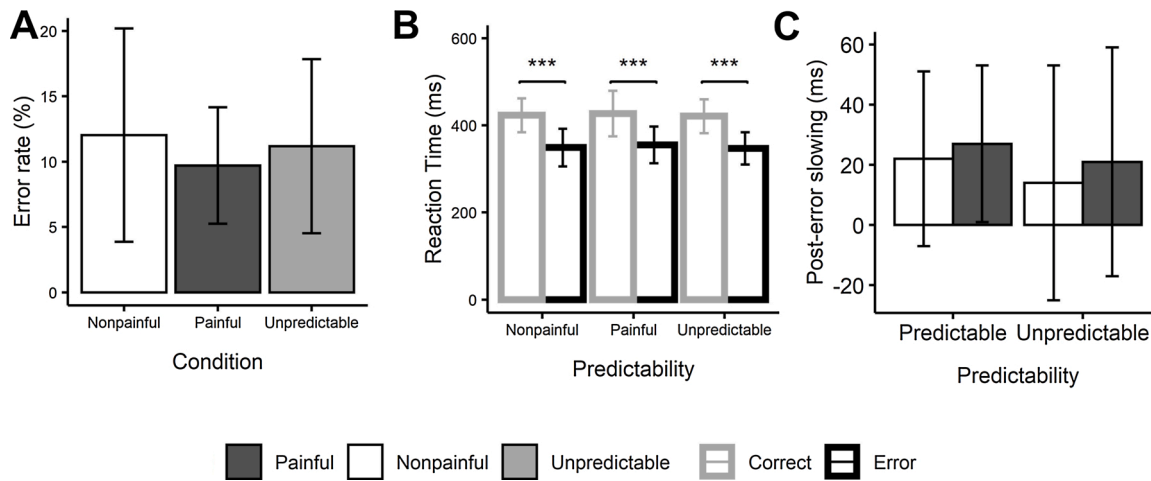 A
Error rate (%)
20
15
10
5
0
Nonpainful Painful Unpredictable
Condition
B
Reaction Time (ms)
600
400
200
0
*** *** ***
Nonpainful Painful Unpredictable
Predictability
C
Post-error slowing (ms)
60
40
20
0
-20
Predictable Unpredictable
Predictability
Painful Nonpainful Unpredictable Correct Error